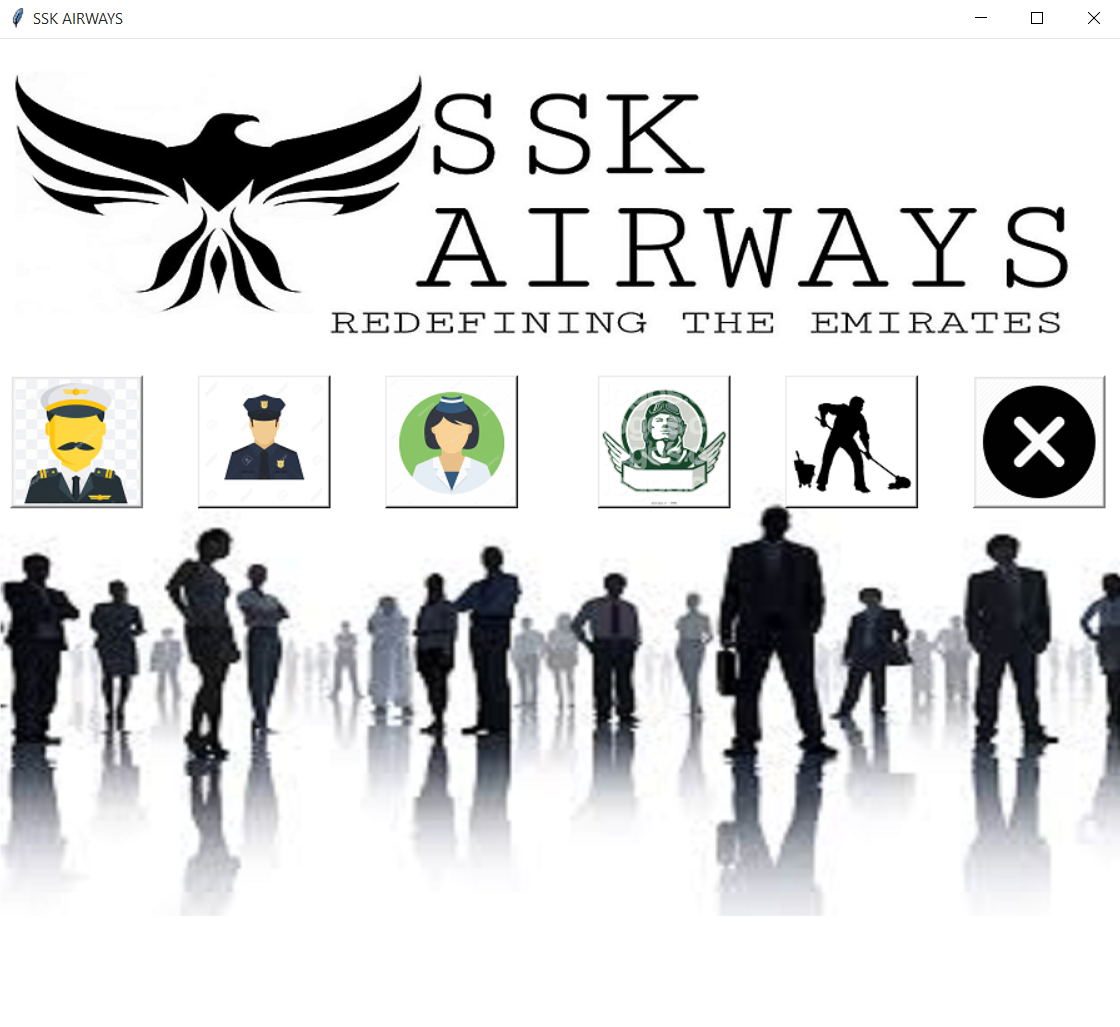 SSK AIRWAYS
SSK
AIRWAYS
REDEFINING THE EMIRATES